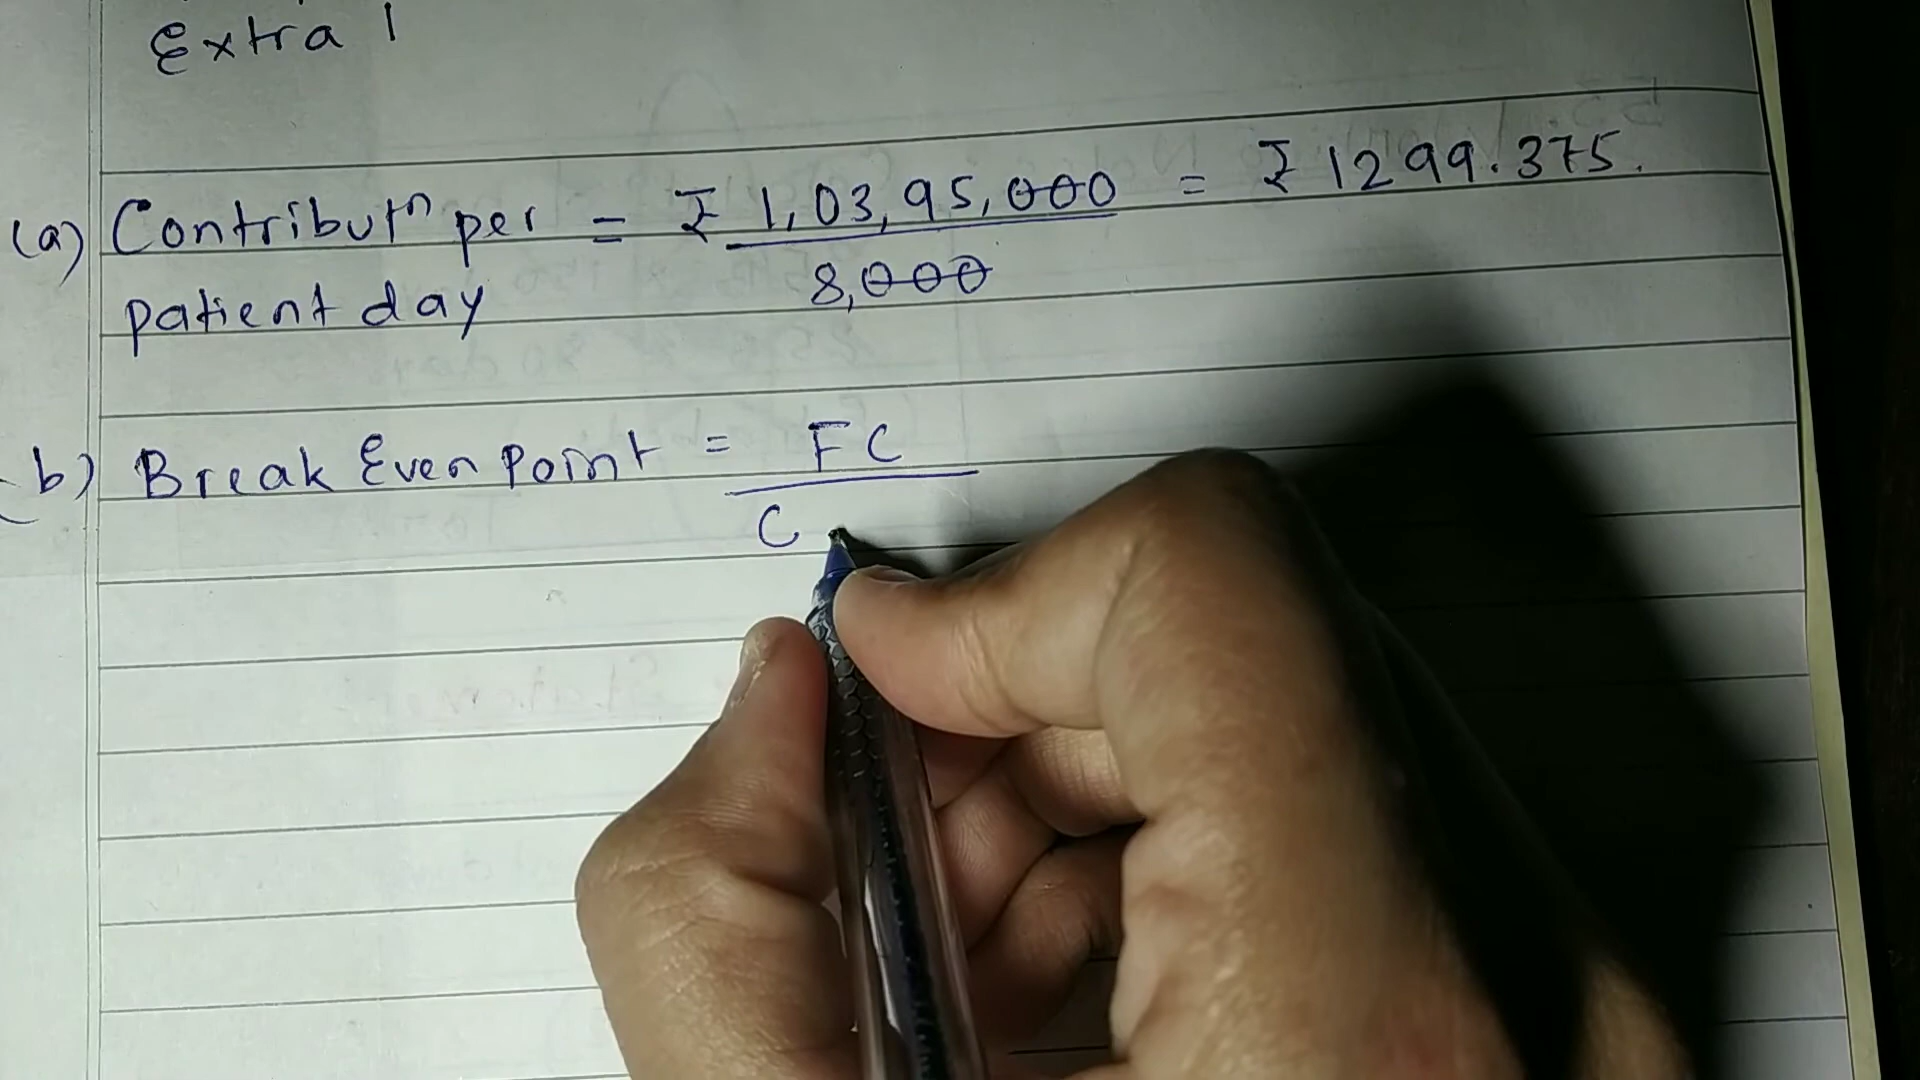 Extra 1
(a) Contributⁿ per = ₹ 1,03,95,000 = ₹ 1299.375.
patient day 8,000
b) Break Even Point = FC
C